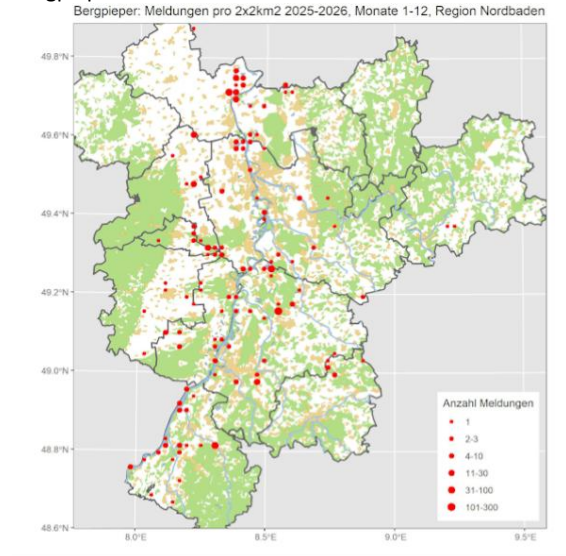 Bergpieper: Meldungen pro 2x2km2 2025-2026, Monate 1-12, Region Nordbaden
49.8°N
49.6°N
49.4°N
49.2°N
49.0°N
48.8°N
48.6°N
8.0°E
8.5°E
9.0°E
9.5°E
Anzahl Meldungen
1
2-3
4-10
11-30
31-100
101-300